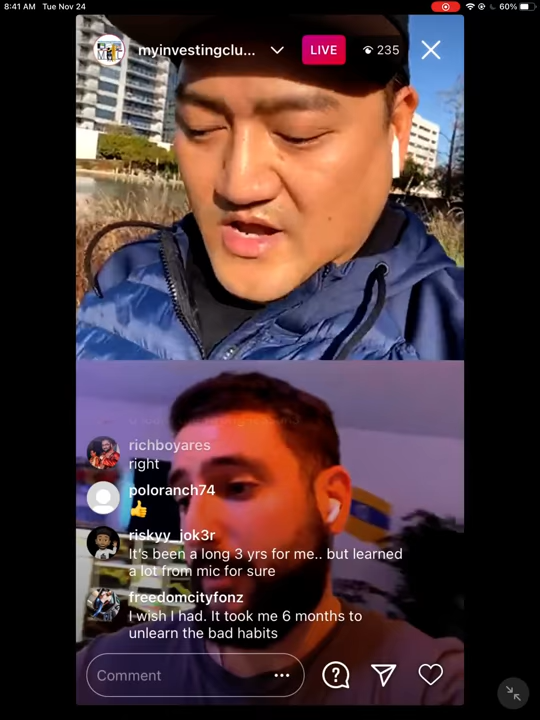 8:41 AM Tue Nov 24
60%
myinvestingclu...
LIVE
235
richboyares
right
poloranch74
riskyy_jok3r
It's been a long 3 yrs for me.. but learned
a lot from mic for sure
freedomcityfonz
I wish I had. It took me 6 months to
unlearn the bad habits
Comment